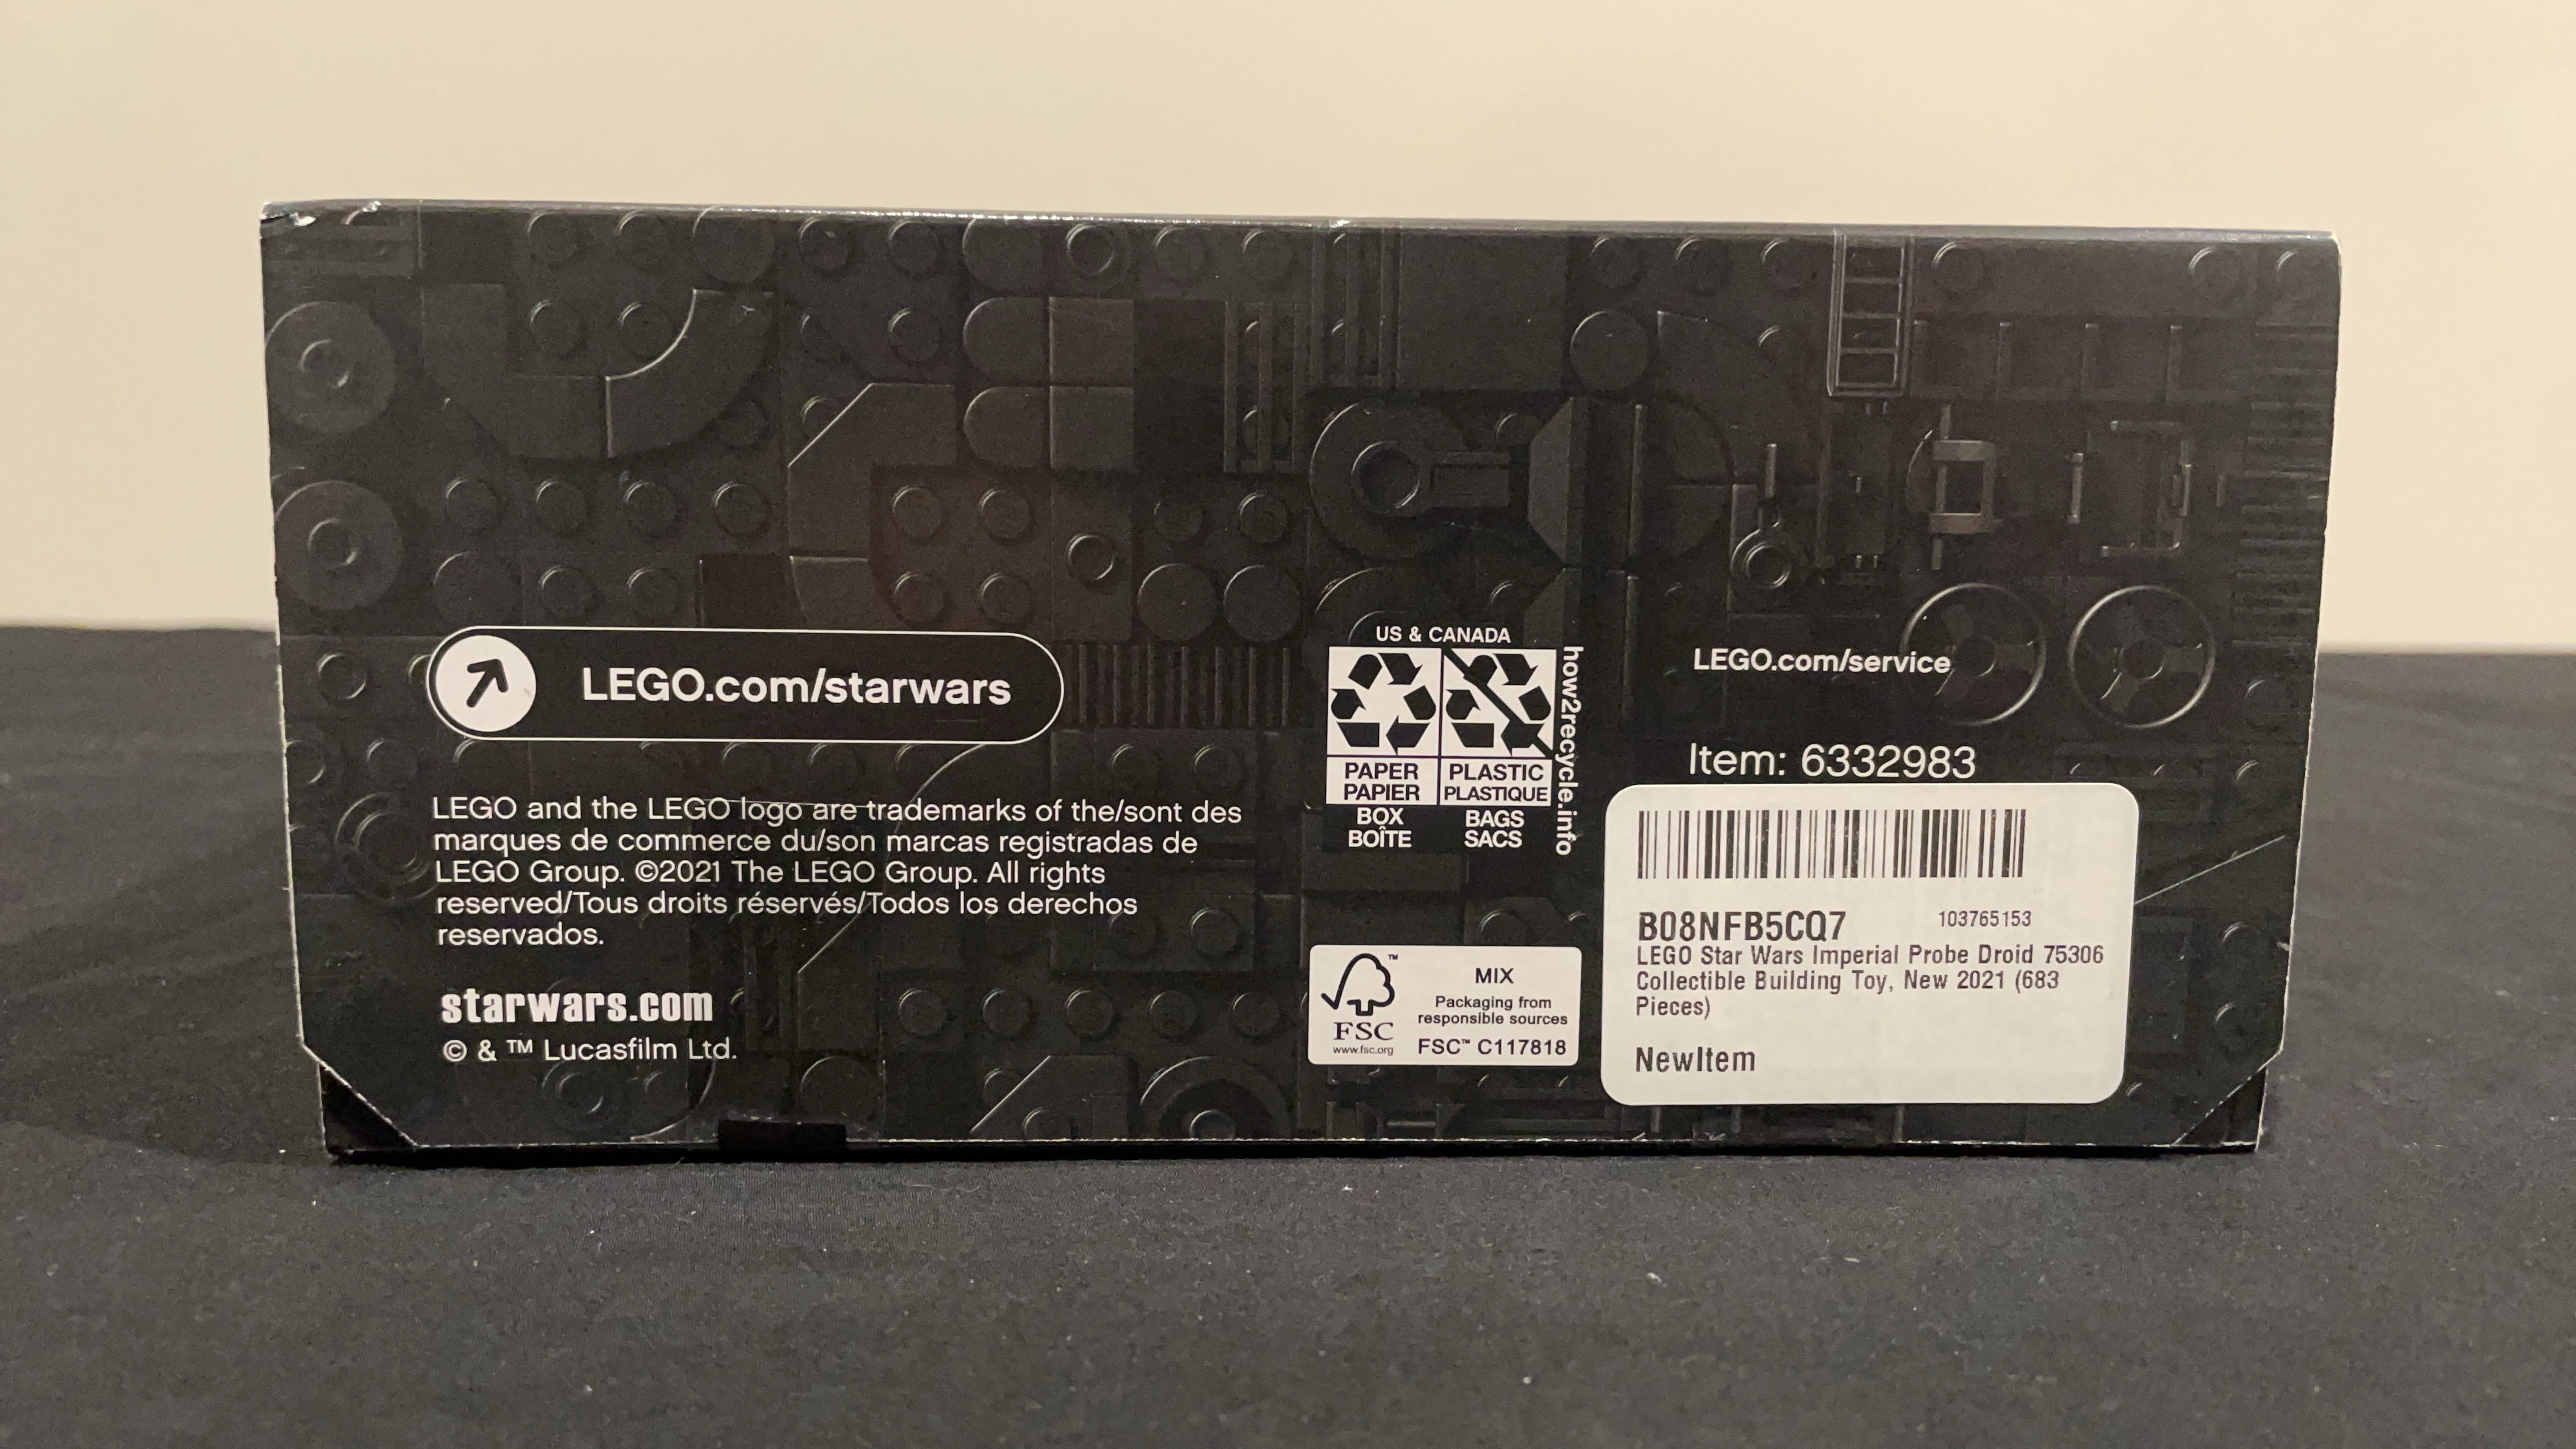 LEGO.com/starwars
LEGO and the LEGO logo are trademarks of the/sont des
marques de commerce du/son marcas registradas de
LEGO Group. ©2021 The LEGO Group. All rights
reserved/Tous droits réservés/Todos los derechos
reservados.
starwars.com
© & ™ Lucasfilm Ltd.
US & CANADA
PAPER
PAPIER
BOX
BOÎTE
PLASTIC
PLASTIQUE
BAGS
SACS
how2recycle.info
™
FSC
www.fsc.org
MIX
Packaging from
responsible sources
FSC™ C117818
LEGO.com/service
Item: 6332983
B08NFB5CQ7 103765153
LEGO Star Wars Imperial Probe Droid 75306
Collectible Building Toy, New 2021 (683
Pieces)
NewItem